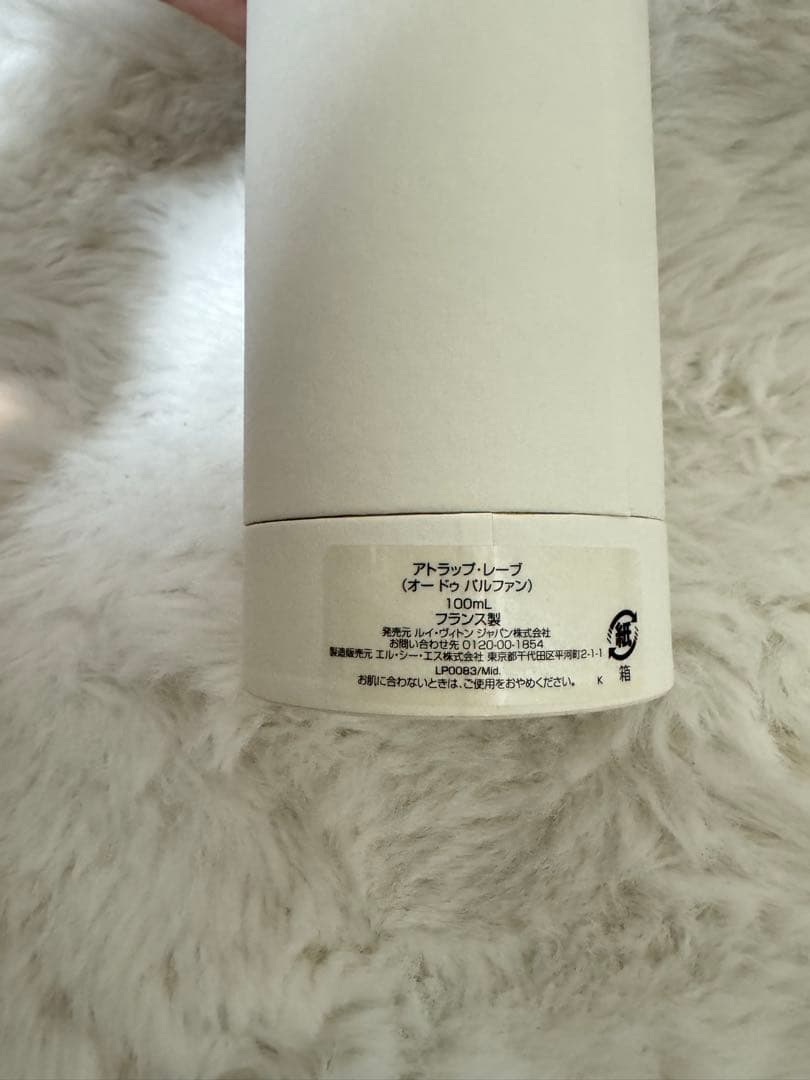 アトラップ・レーブ
(オー ドゥ パルファン)
100mL
フランス製
発売元 ルイ・ヴィトン ジャパン株式会社
お問い合わせ先 0120-00-1854
製造販売元 エル・シー・エス株式会社 東京都千代田区平河町2-1-1
LP0083/Mid.
お肌に合わないときは、ご使用をおやめください。 K
紙
箱